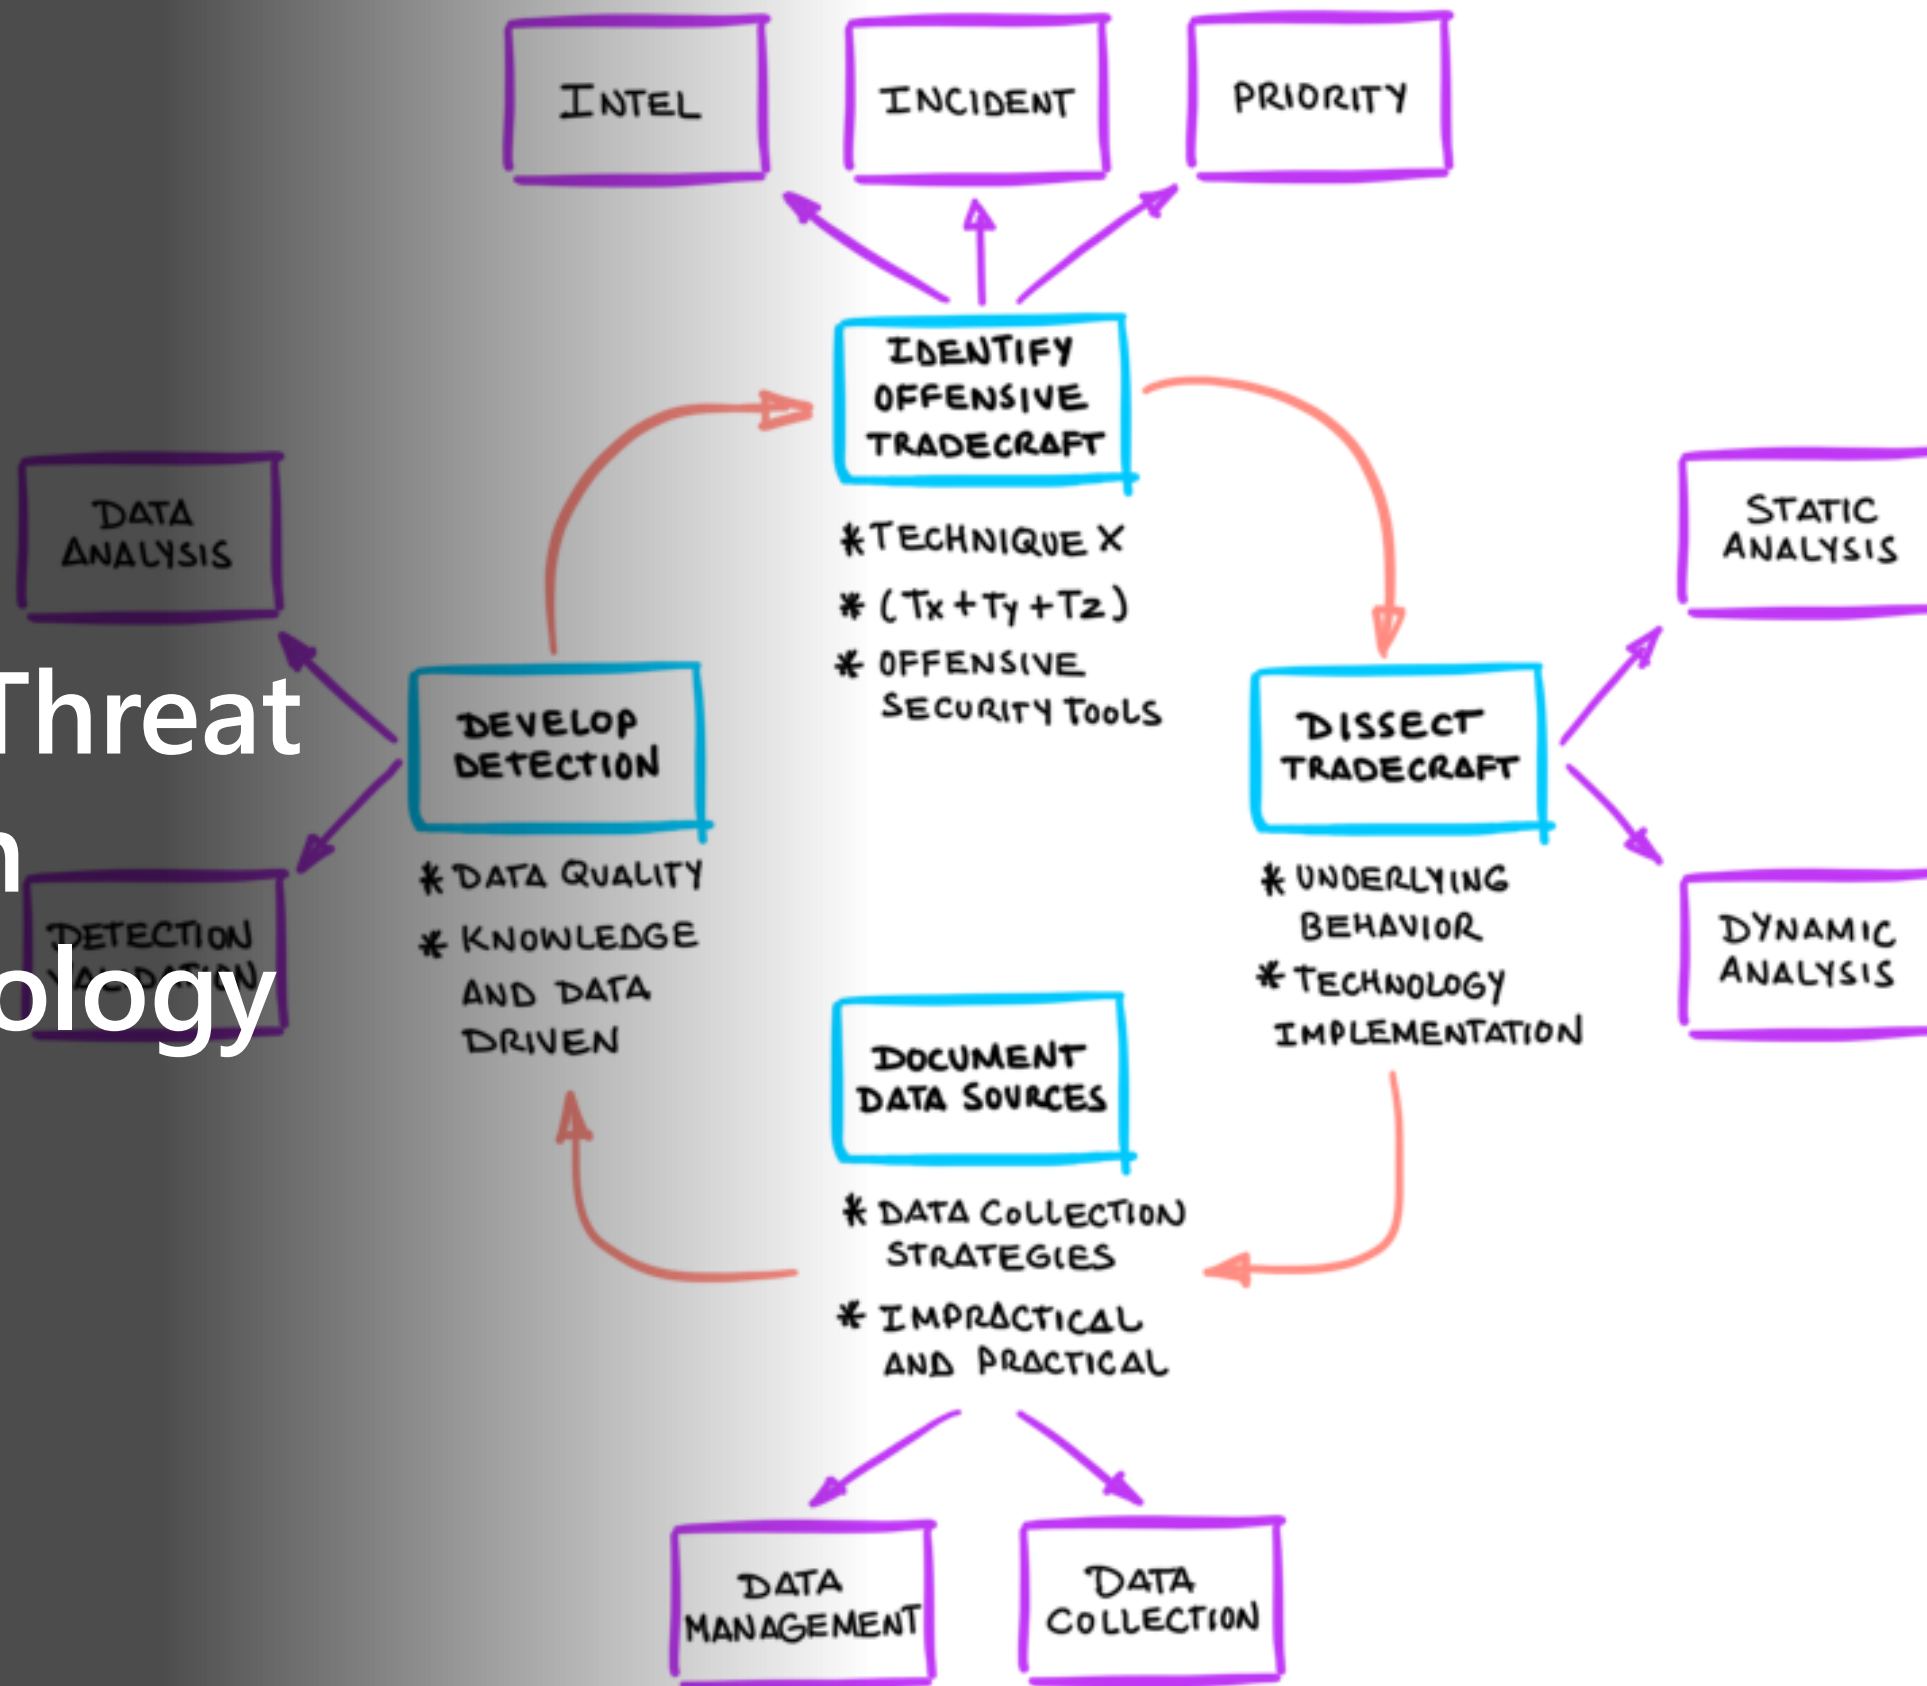 INTEL
INCIDENT
PRIORITY
IDENTIFY
OFFENSIVE
TRADECRAFT
* TECHNIQUE X
* (Tx + Ty + Tz)
* OFFENSIVE
SECURITY TOOLS
DATA
ANALYSIS
STATIC
ANALYSIS
Threat
DEVELOP
DETECTION
DISSECT
TRADECRAFT
n
* DATA QUALITY
* KNOWLEDGE
AND DATA
DRIVEN
* UNDERLYING
BEHAVIOR
* TECHNOLOGY
IMPLEMENTATION
DETECTION
VALIDATION
ology
DYNAMIC
ANALYSIS
DOCUMENT
DATA SOURCES
* DATA COLLECTION
STRATEGIES
* IMPRACTICAL
AND PRACTICAL
DATA
MANAGEMENT
DATA
COLLECTION